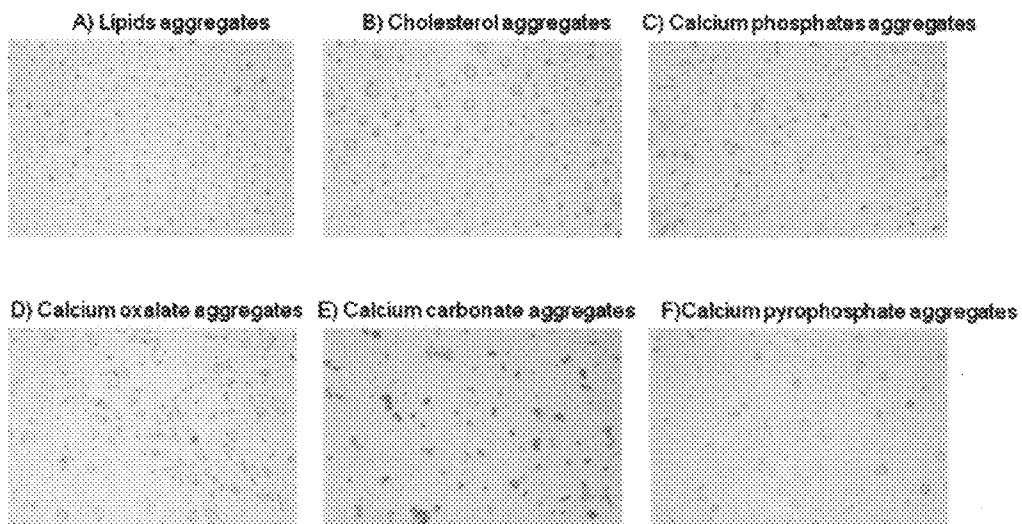 A) Lipids aggregates
B) Cholesterol aggregates
C) Calcium phosphates aggregates
D) Calcium oxalate aggregates
E) Calcium carbonate aggregates
F)Calcium pyrophosphate aggregates